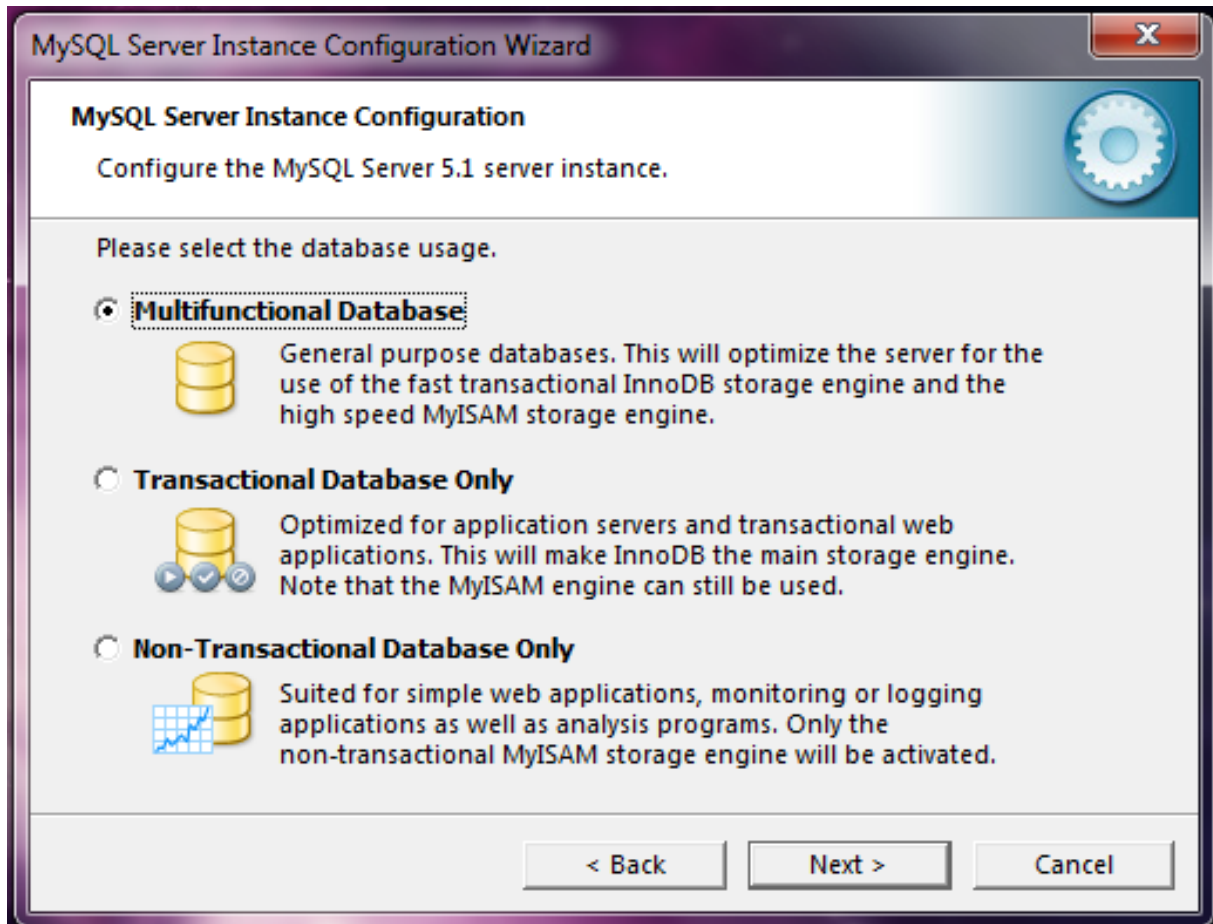 MySQL Server Instance Configuration Wizard
MySQL Server Instance Configuration
Configure the MySQL Server 5.1 server instance.
Please select the database usage.
Multifunctional Database
General purpose databases. This will optimize the server for the
use of the fast transactional InnoDB storage engine and the
high speed MyISAM storage engine.
Transactional Database Only
Optimized for application servers and transactional web
applications. This will make InnoDB the main storage engine.
Note that the MyISAM engine can still be used.
Non-Transactional Database Only
Suited for simple web applications, monitoring or logging
applications as well as analysis programs. Only the
non-transactional MyISAM storage engine will be activated.
< Back Next > Cancel